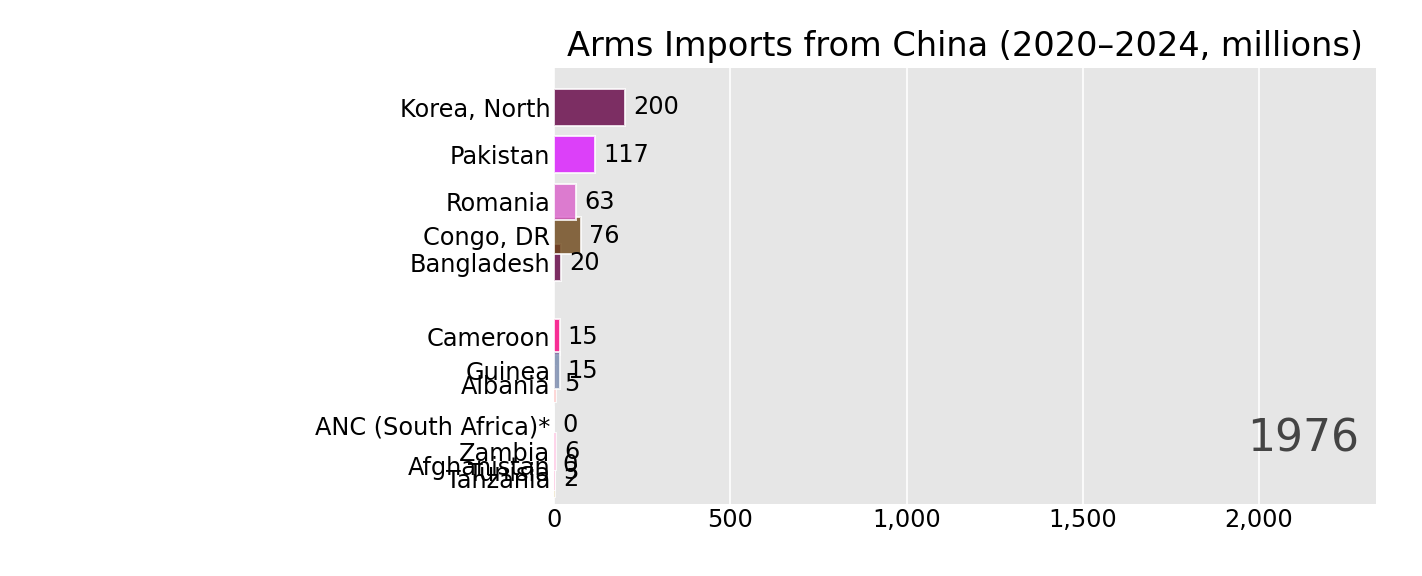 Arms Imports from China (2020–2024, millions)
Korea, North 200
Pakistan 117
Romania 63
Congo, DR 76
Bangladesh 20
Cameroon 15
Guinea 15
Albania 5
ANC (South Africa)* 0
1976
Zambia 6
Afghanistan 0
Tunisia
Tanzania 2
0 500 1,000 1,500 2,000